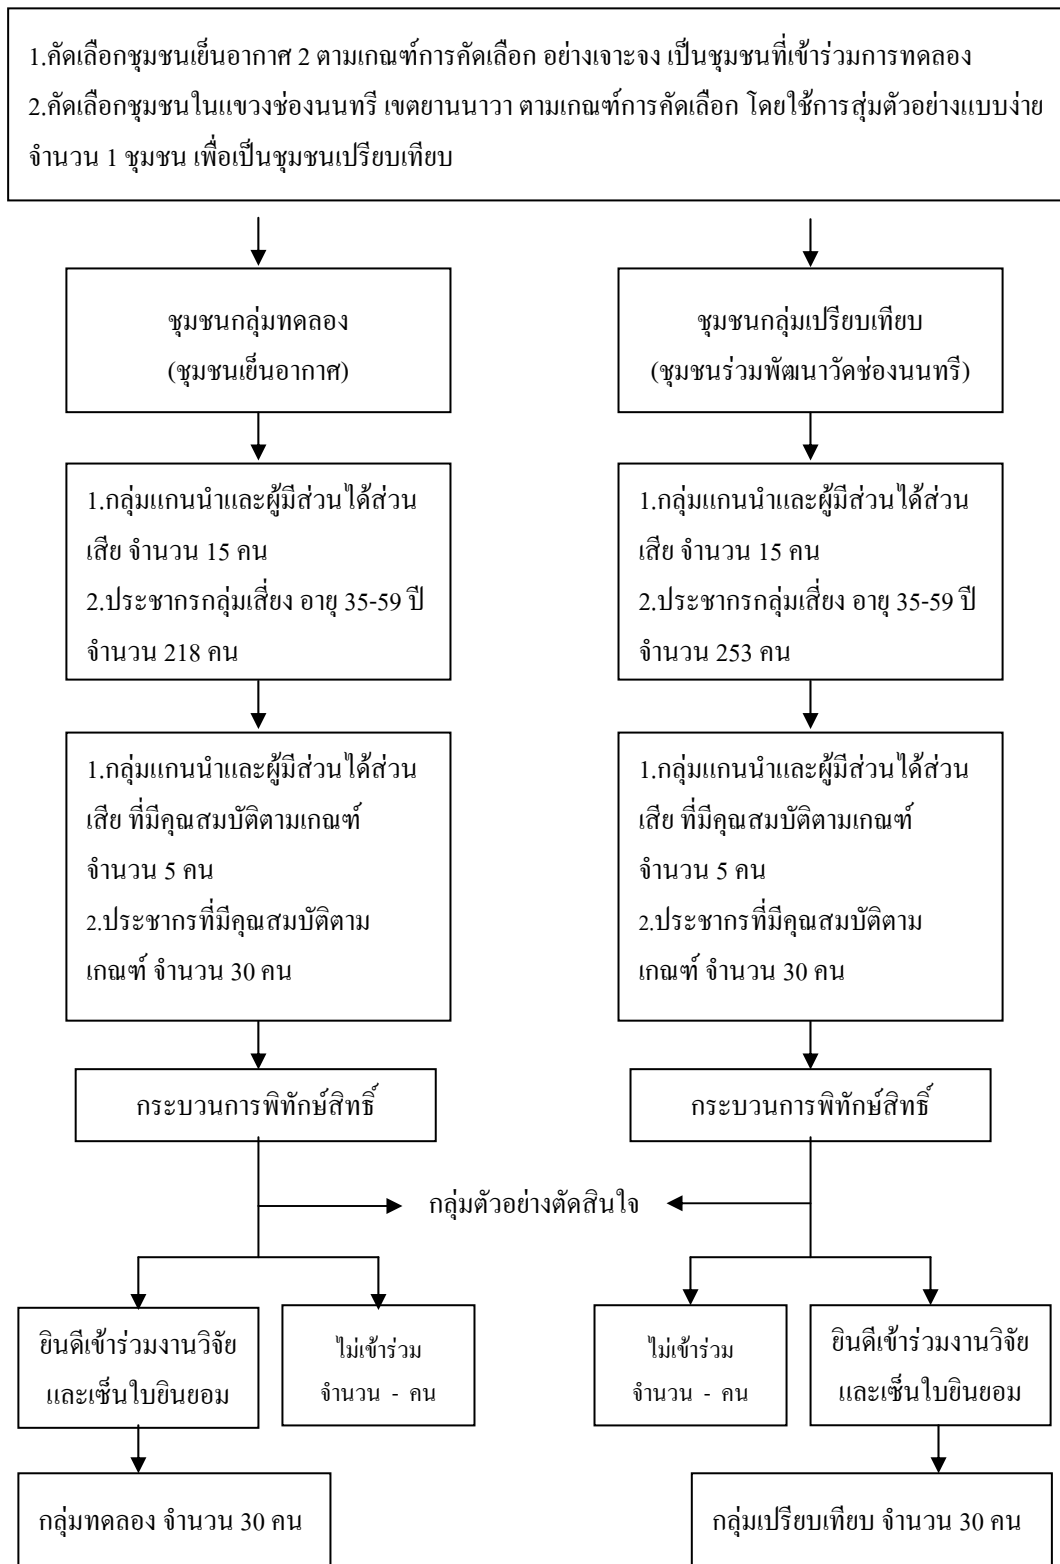 1.คัดเลือกชุมชนเย็นอากาศ 2 ตามเกณฑ์การคัดเลือก อย่างเจาะจง เป็นชุมชนที่เข้าร่วมการทดลอง
2.คัดเลือกชุมชนในแขวงช่องนนทรี เขตยานนาวา ตามเกณฑ์การคัดเลือก โดยใช้การสุ่มตัวอย่างแบบง่าย
จำนวน 1 ชุมชน เพื่อเป็นชุมชนเปรียบเทียบ
ชุมชนกลุ่มทดลอง
(ชุมชนเย็นอากาศ)
ชุมชนกลุ่มเปรียบเทียบ
(ชุมชนร่วมพัฒนาวัดช่องนนทรี)
1.กลุ่มแกนนำและผู้มีส่วนได้ส่วน
เสีย จำนวน 15 คน
2.ประชากรกลุ่มเสี่ยง อายุ 35-59 ปี
จำนวน 218 คน
1.กลุ่มแกนนำและผู้มีส่วนได้ส่วน
เสีย จำนวน 15 คน
2.ประชากรกลุ่มเสี่ยง อายุ 35-59 ปี
จำนวน 253 คน
1.กลุ่มแกนนำและผู้มีส่วนได้ส่วน
เสีย ที่มีคุณสมบัติตามเกณฑ์
จำนวน 5 คน
2.ประชากรที่มีคุณสมบัติตาม
เกณฑ์ จำนวน 30 คน
1.กลุ่มแกนนำและผู้มีส่วนได้ส่วน
เสีย ที่มีคุณสมบัติตามเกณฑ์
จำนวน 5 คน
2.ประชากรที่มีคุณสมบัติตาม
เกณฑ์ จำนวน 30 คน
กระบวนการพิทักษ์สิทธิ์
กระบวนการพิทักษ์สิทธิ์
กลุ่มตัวอย่างตัดสินใจ
ยินดีเข้าร่วมงานวิจัย
และเซ็นใบยินยอม
ไม่เข้าร่วม
จำนวน - คน
ไม่เข้าร่วม
จำนวน - คน
ยินดีเข้าร่วมงานวิจัย
และเซ็นใบยินยอม
กลุ่มทดลอง จำนวน 30 คน
กลุ่มเปรียบเทียบ จำนวน 30 คน